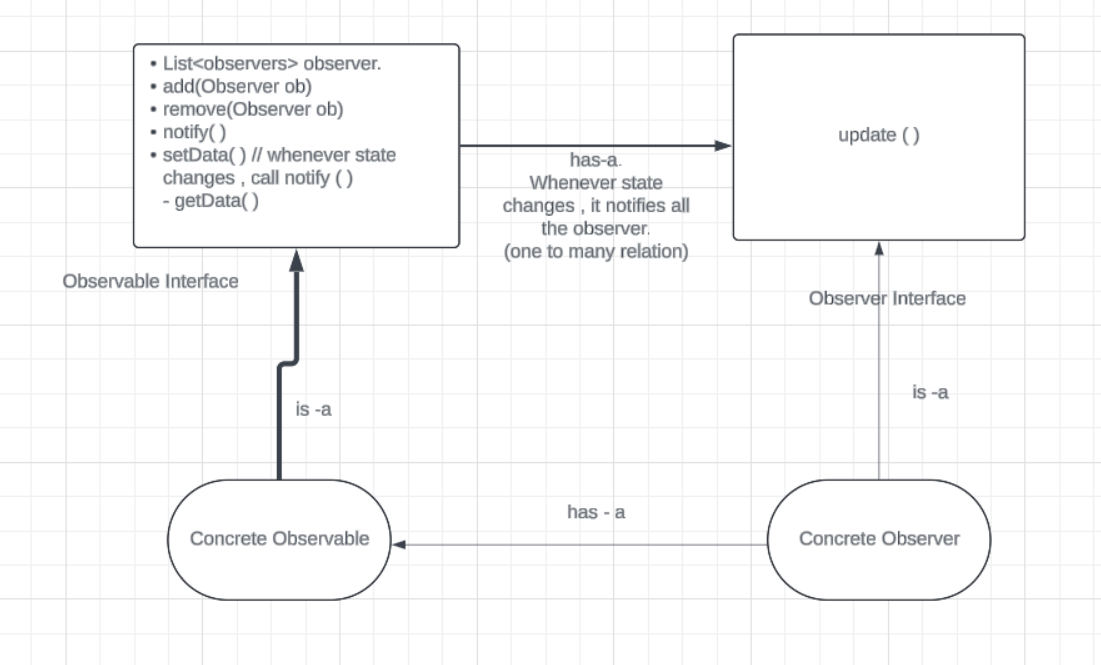 • List<observers> observer.
• add(Observer ob)
• remove(Observer ob)
• notify( )
• setData( ) // whenever state
changes , call notify ( )
- getData( )
update ( )
has-a.
Whenever state
changes , it notifies all
the observer.
(one to many relation)
Observable Interface
Observer Interface
is -a
is -a
has - a
Concrete Observable
Concrete Observer